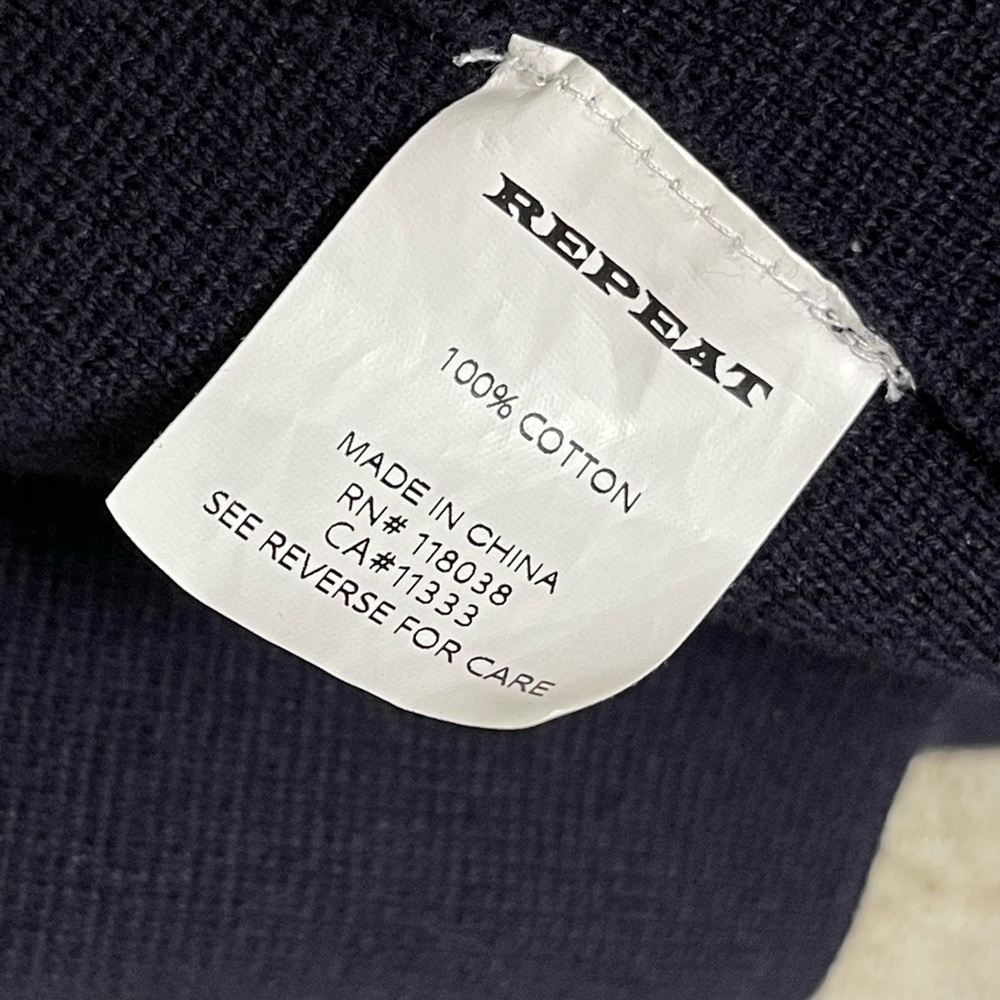 REPEAT
100% COTTON
MADE IN CHINA
RN# 118038
CA#11333
SEE REVERSE FOR CARE